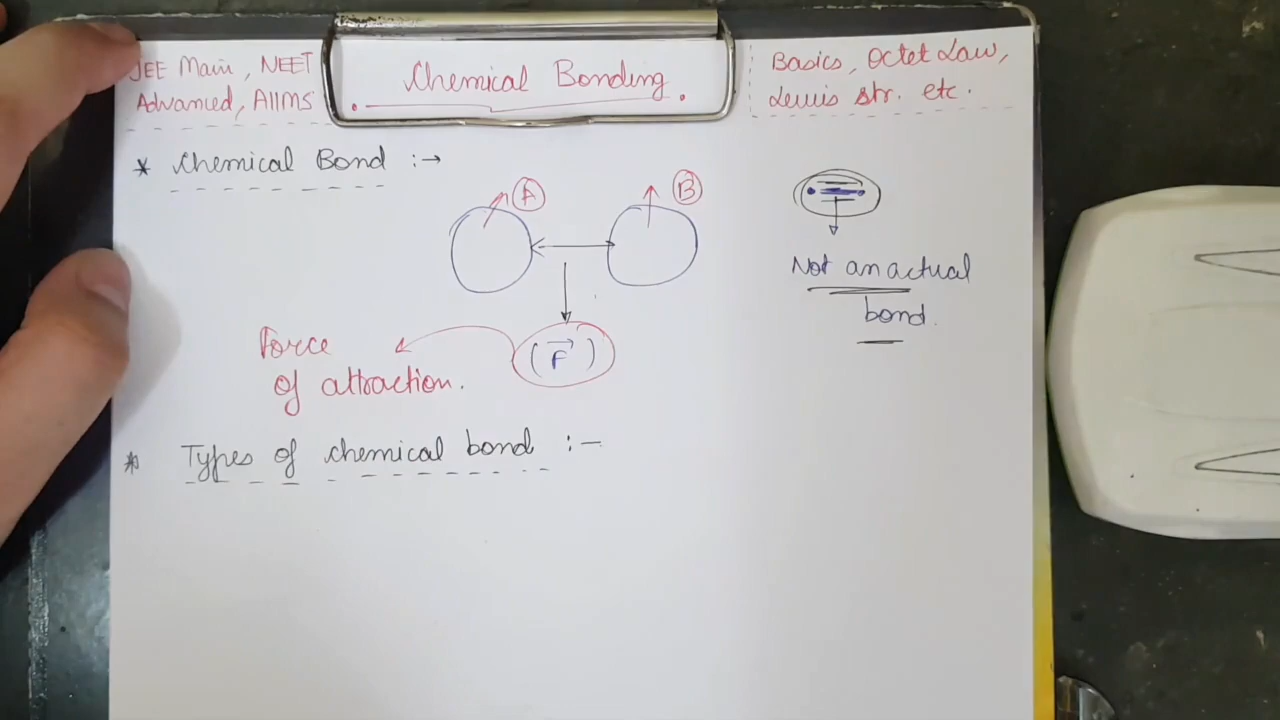 JEE Main, NEET
Advanced, AIIMS
Chemical Bonding
Basics, Octet Law,
Lewis str. etc.
* Chemical Bond :→
A
B
(F)
Force
of attraction.
Not an actual
bond.
* Types of chemical bond :-